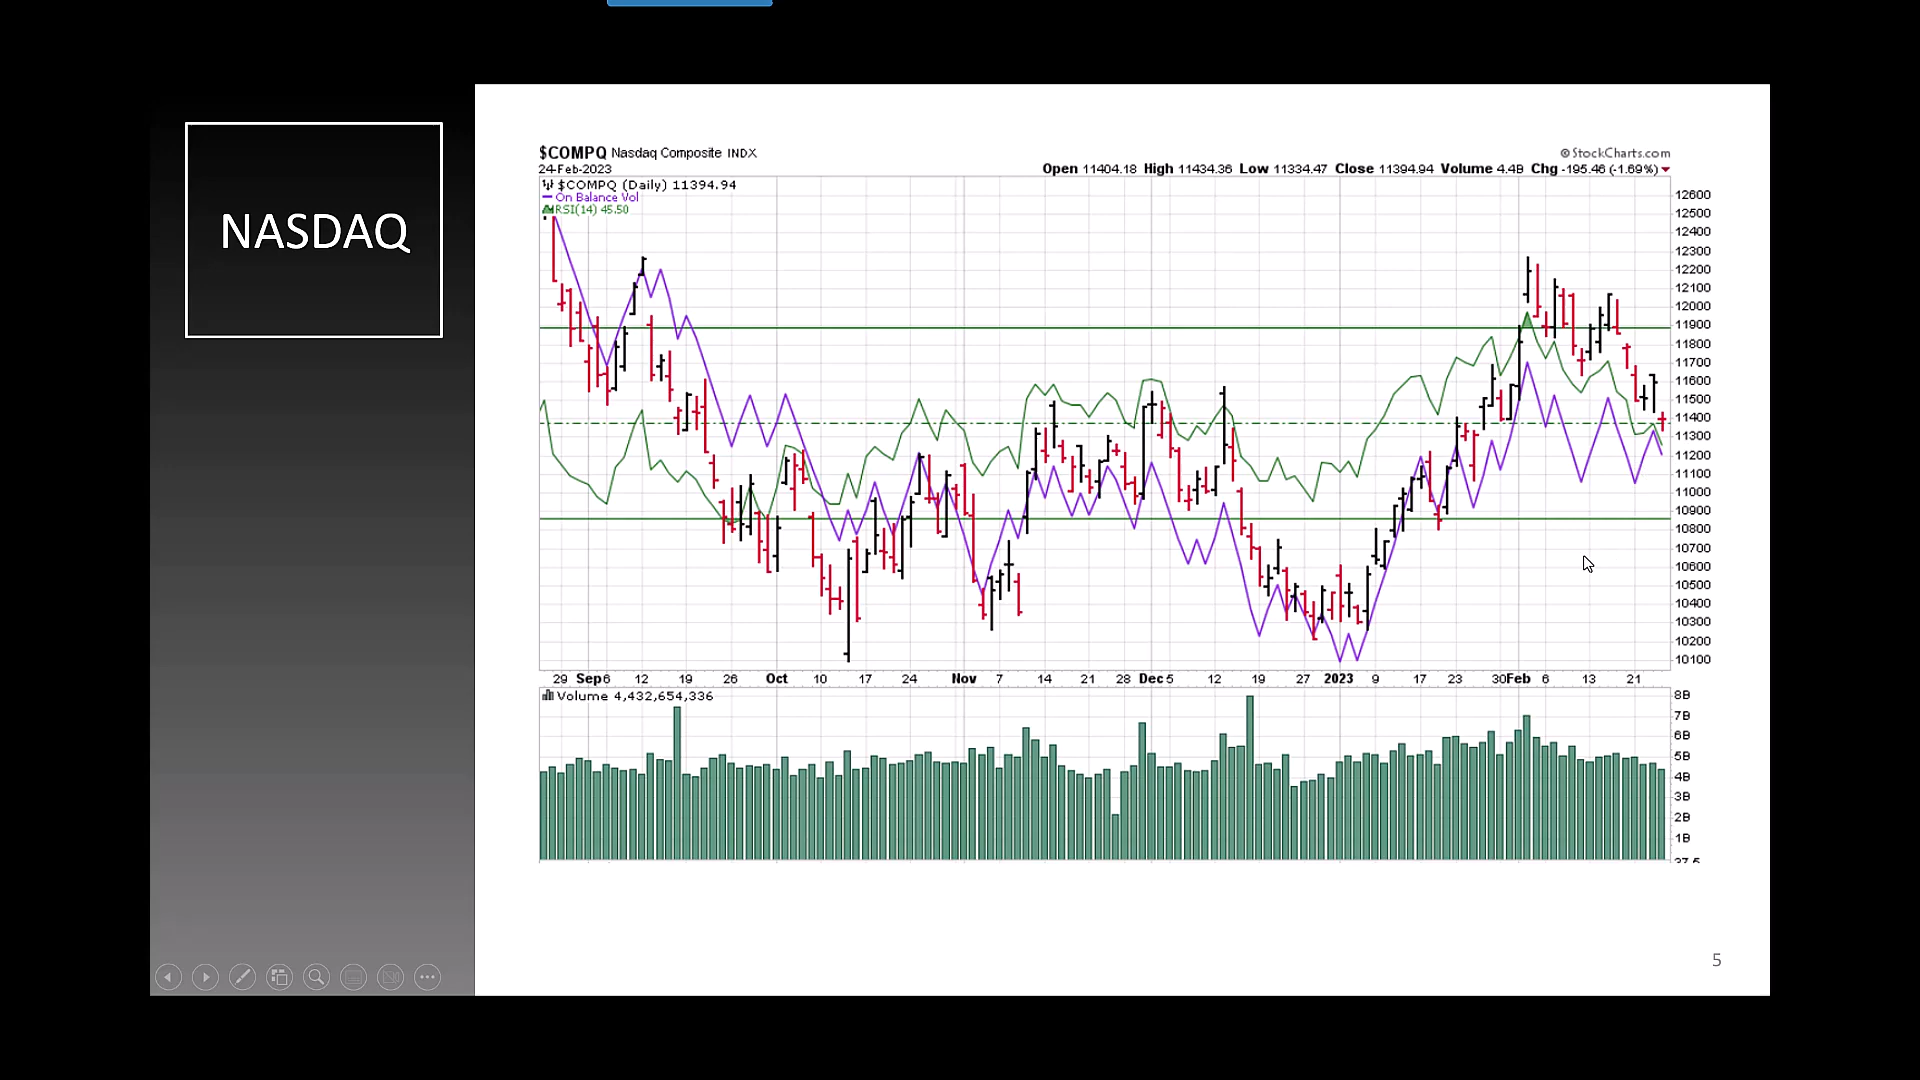 NASDAQ
$COMPQ Nasdaq Composite INDX
© StockCharts.com
24-Feb-2023
Open 11404.18 High 11434.36 Low 11334.47 Close 11394.94 Volume 4.4B Chg -195.46 (-1.69%)
$COMPQ (Daily) 11394.94
On Balance Vol
RSI(14) 45.50
12600
12500
12400
12300
12200
12100
12000
11900
11800
11700
11600
11500
11400
11300
11200
11100
11000
10900
10800
10700
10600
10500
10400
10300
10200
10100
29 Sep 6 12 19 26 Oct 10 17 24 Nov 7 14 21 28 Dec 5 12 19 27 2023 9 17 23 30 Feb 6 13 21
Volume 4,432,654,336
8B
7B
6B
5B
4B
3B
2B
1B
5